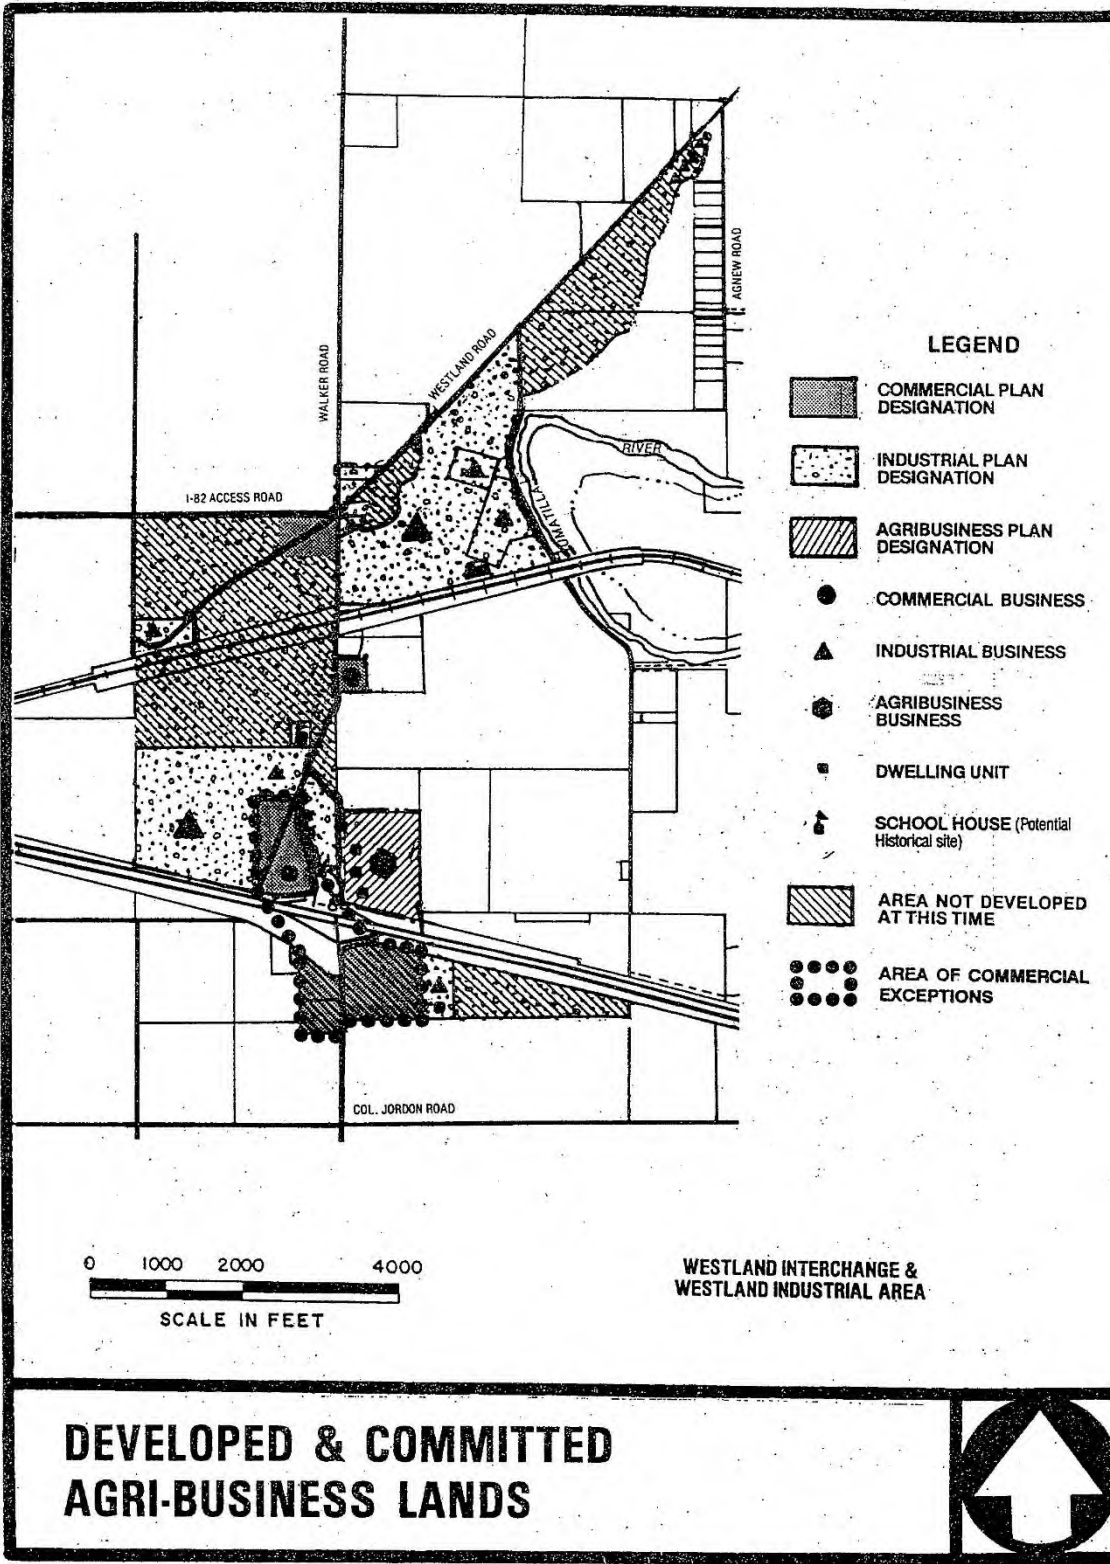 AGNEW ROAD
WALKER ROAD
WESTLAND ROAD
RIVER
UMATILLA
I-82 ACCESS ROAD
COL. JORDON ROAD
LEGEND
COMMERCIAL PLAN
DESIGNATION
INDUSTRIAL PLAN
DESIGNATION
AGRIBUSINESS PLAN
DESIGNATION
COMMERCIAL BUSINESS
INDUSTRIAL BUSINESS
AGRIBUSINESS
BUSINESS
DWELLING UNIT
SCHOOL HOUSE (Potential
Historical site)
AREA NOT DEVELOPED
AT THIS TIME
AREA OF COMMERCIAL
EXCEPTIONS
0 1000 2000 4000
SCALE IN FEET
WESTLAND INTERCHANGE &
WESTLAND INDUSTRIAL AREA
DEVELOPED & COMMITTED
AGRI-BUSINESS LANDS